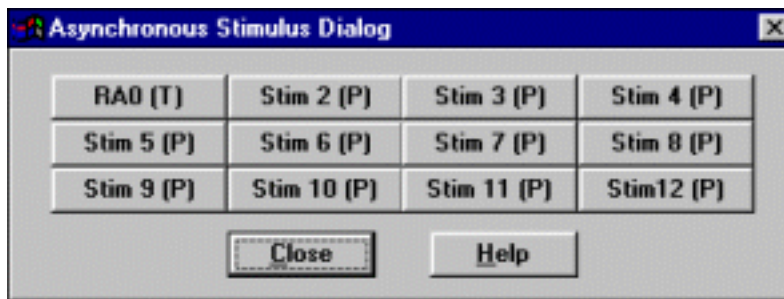 Asynchronous Stimulus Dialog
RA0 (T) Stim 2 (P) Stim 3 (P) Stim 4 (P)
Stim 5 (P) Stim 6 (P) Stim 7 (P) Stim 8 (P)
Stim 9 (P) Stim 10 (P) Stim 11 (P) Stim12 (P)
Close Help